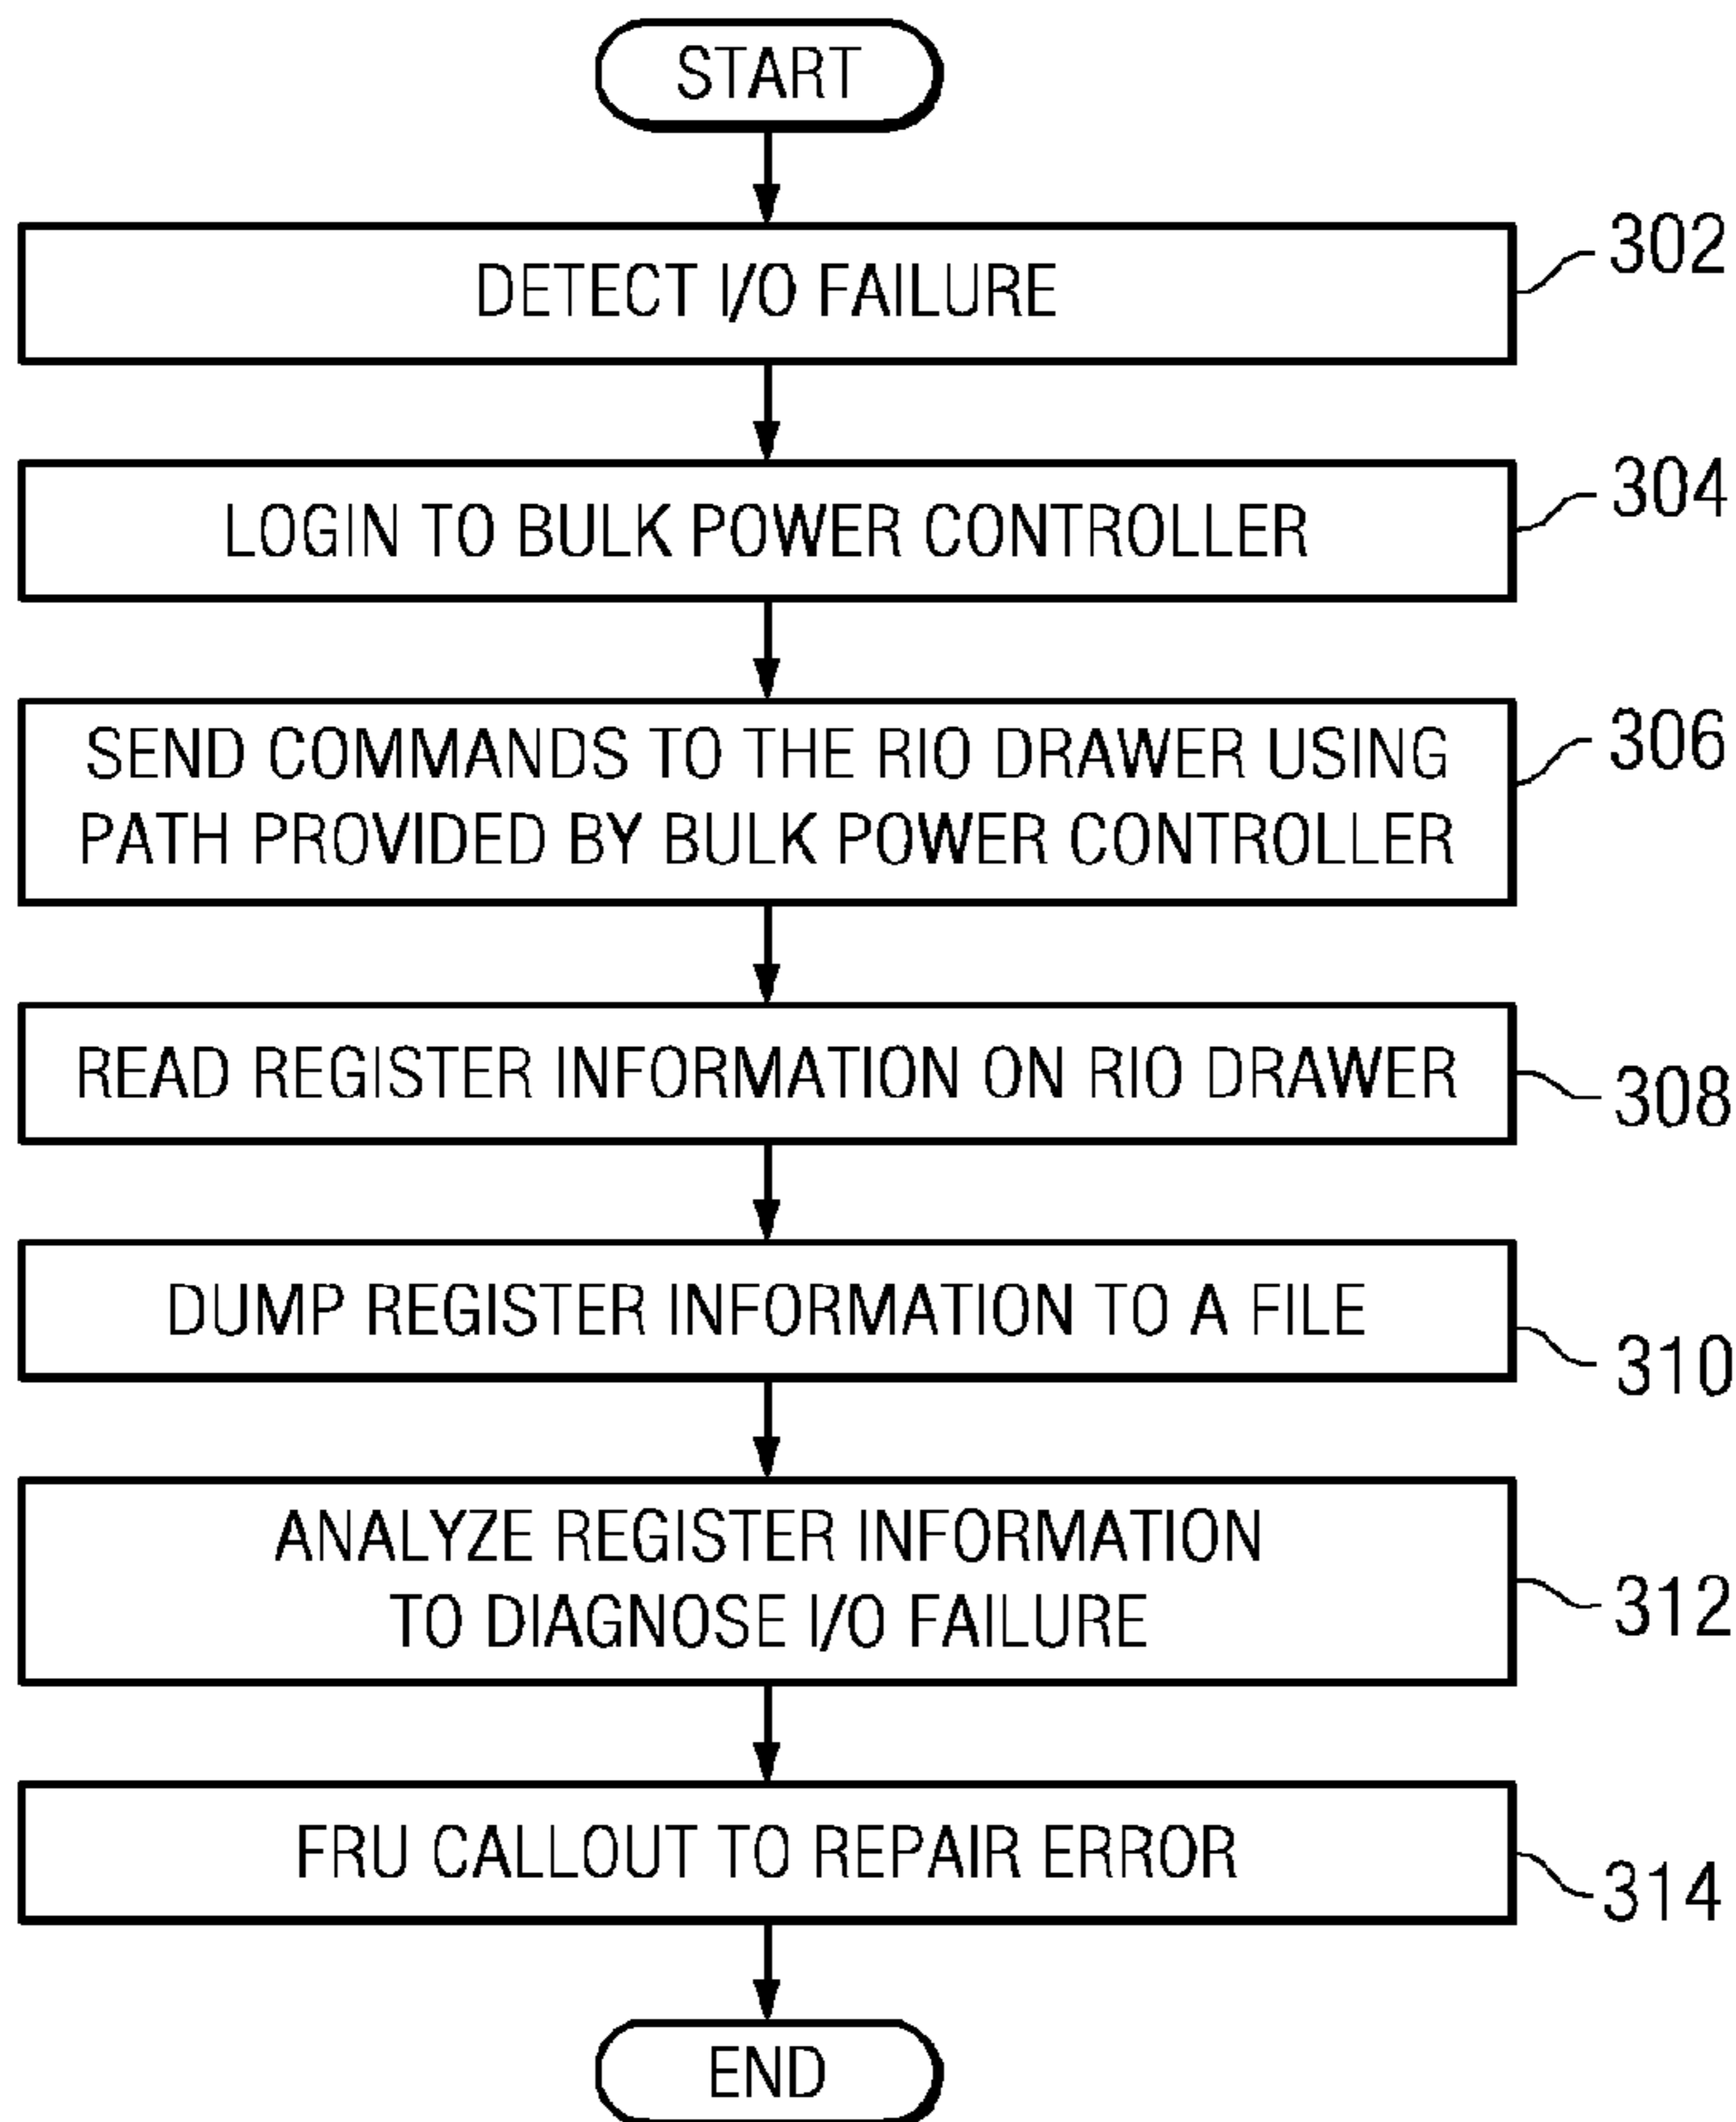 START
DETECT I/O FAILURE
302
LOGIN TO BULK POWER CONTROLLER
304
SEND COMMANDS TO THE RIO DRAWER USING
PATH PROVIDED BY BULK POWER CONTROLLER
306
READ REGISTER INFORMATION ON RIO DRAWER
308
DUMP REGISTER INFORMATION TO A FILE
310
ANALYZE REGISTER INFORMATION
TO DIAGNOSE I/O FAILURE
312
FRU CALLOUT TO REPAIR ERROR
314
END